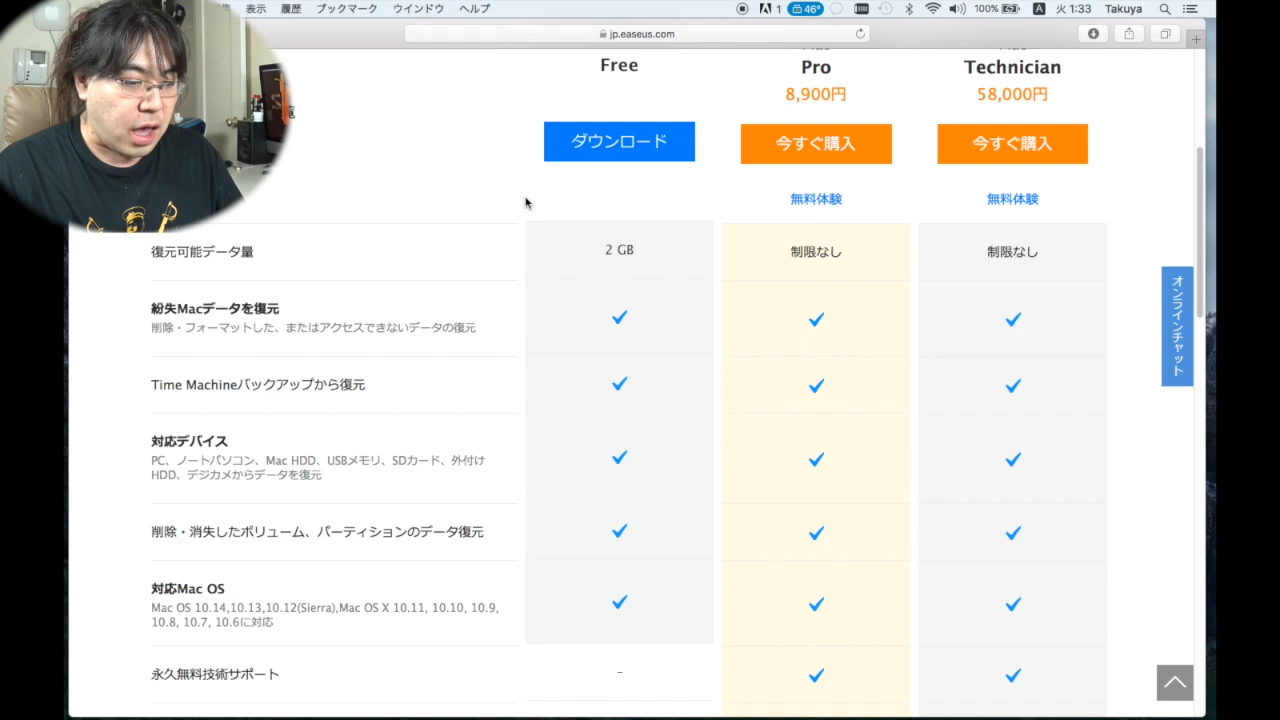 表示 履歴 ブックマーク ウインドウ ヘルプ
1 46° 100% A 火 1:33 Takuya
jp.easeus.com
Free
Pro
Technician
8,900円
58,000円
ダウンロード
今すぐ購入
今すぐ購入
無料体験
無料体験
復元可能データ量
2 GB
制限なし
制限なし
紛失Macデータを復元
削除・フォーマットした、またはアクセスできないデータの復元
Time Machineバックアップから復元
対応デバイス
PC、ノートパソコン、Mac HDD、USBメモリ、SDカード、外付け
HDD、デジカメからデータを復元
削除・消失したボリューム、パーティションのデータ復元
対応Mac OS
Mac OS 10.14,10.13,10.12(Sierra),Mac OS X 10.11, 10.10, 10.9,
10.8, 10.7, 10.6に対応
永久無料技術サポート
–
オンラインチャット